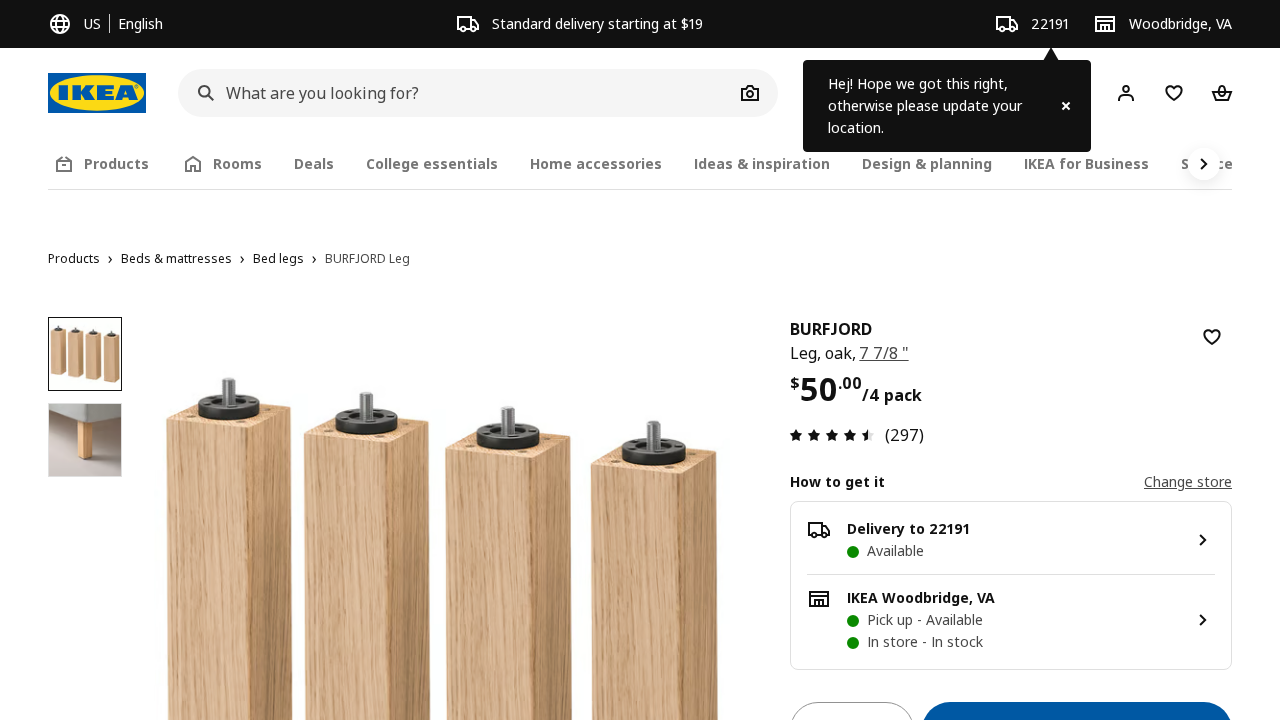 US
English
Standard delivery starting at $19
22191
Woodbridge, VA
IKEA
What are you looking for?
Hej! Hope we got this right,
otherwise please update your
location.
Products
Rooms
Deals
College essentials
Home accessories
Ideas & inspiration
Design & planning
IKEA for Business
Products › Beds & mattresses › Bed legs › BURFJORD Leg
BURFJORD
Leg, oak, 7 7/8 "
$50.00/4 pack
(297)
How to get it
Change store
Delivery to 22191
Available
IKEA Woodbridge, VA
Pick up - Available
In store - In stock